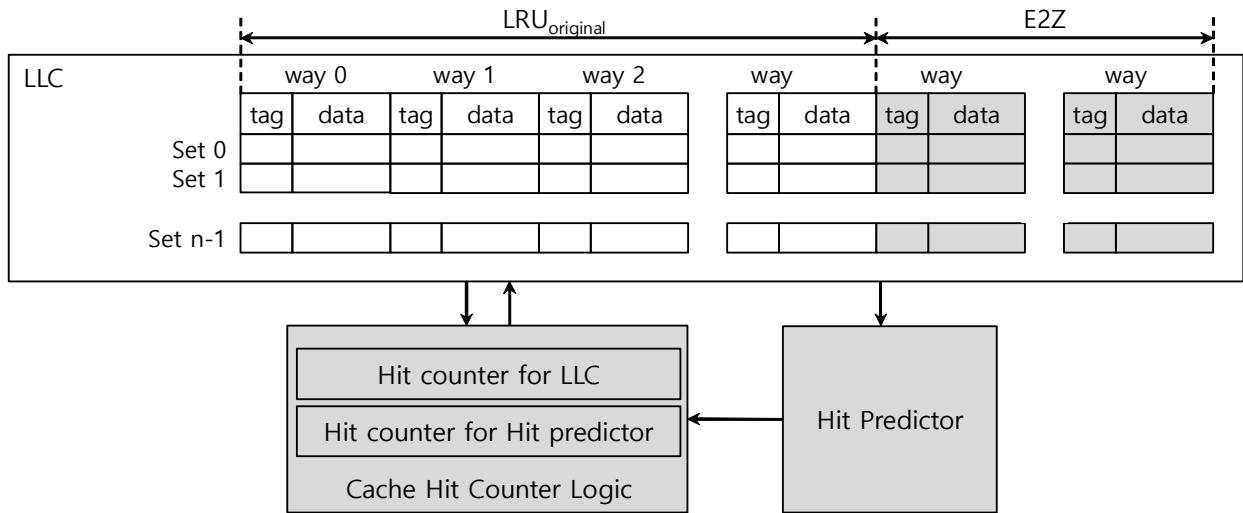 LRUoriginal E2Z
LLC way 0 way 1 way 2 way way way
tag data tag data tag data tag data tag data tag data
Set 0
Set 1
Set n-1
Hit counter for LLC
Hit counter for Hit predictor
Cache Hit Counter Logic
Hit Predictor